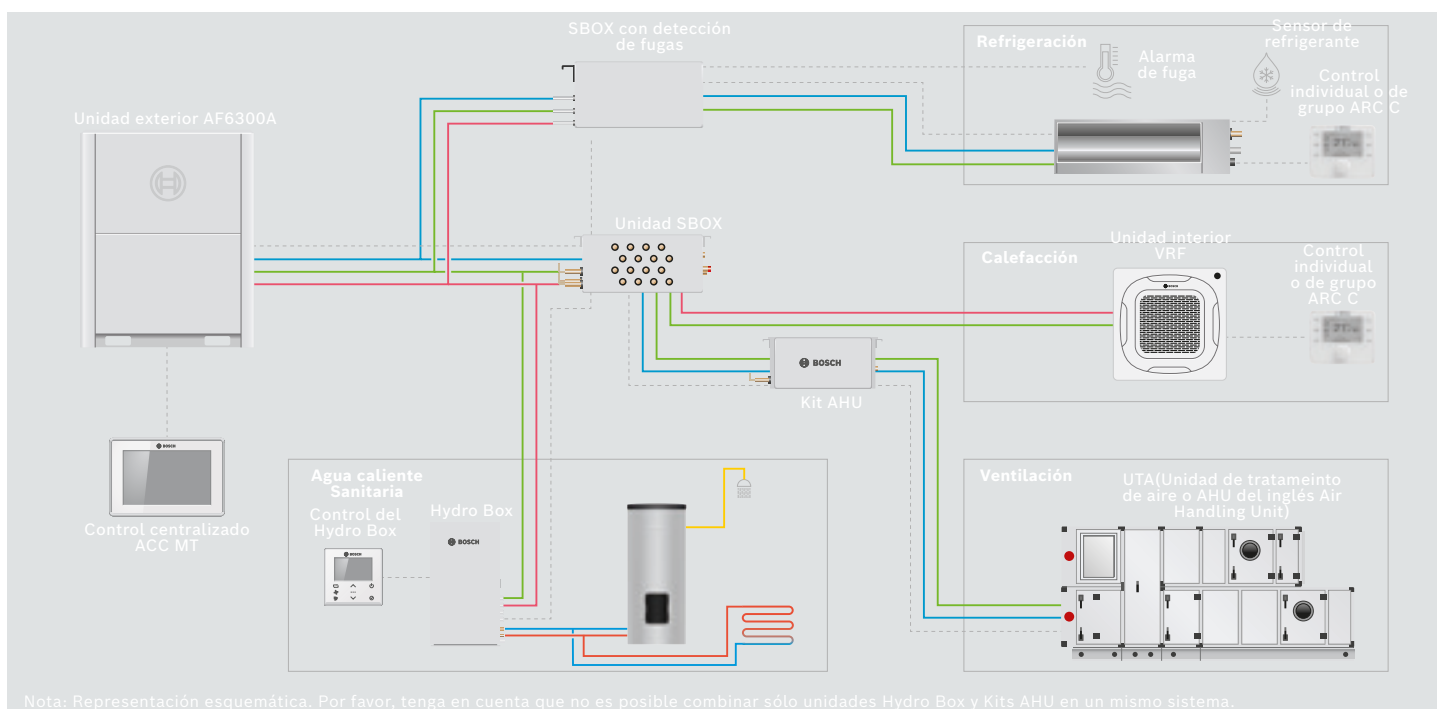 SBOX con detección
de fugas
Refrigeración
Alarma
de fuga
Sensor de
refrigerante
Control
individual o de
grupo ARC C
Unidad exterior AF6300A
Unidad SBOX
Calefacción
Unidad interior
VRF
Control
individual
o de grupo
ARC C
BOSCH
BOSCH
Kit AHU
BOSCH
Control centralizado
ACC MT
Agua caliente
Sanitaria
Control del
Hydro Box
BOSCH
Hydro Box
BOSCH
Ventilación
UTA(Unidad de tratameinto
de aire o AHU del inglés Air
Handling Unit)
Nota: Representación esquemática. Por favor, tenga en cuenta que no es posible combinar sólo unidades Hydro Box y Kits AHU en un mismo sistema.